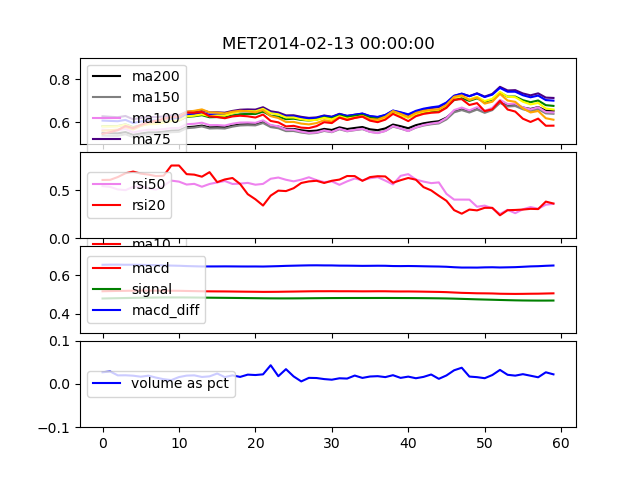 MET2014-02-13 00:00:00
0.8
0.6
ma200
ma150
ma100
ma75
0.5
0.0
rsi50
rsi20
ma10
0.6
0.4
macd
signal
macd_diff
0.1
0.0
−0.1
volume as pct
0 10 20 30 40 50 60